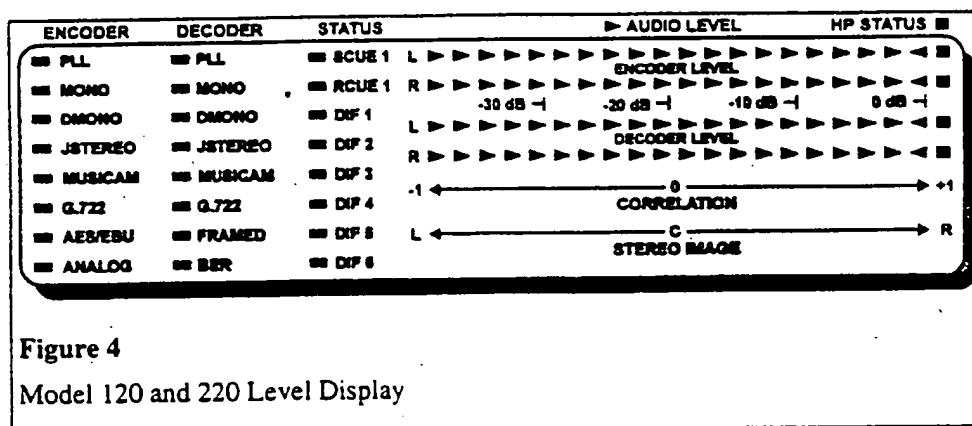 ENCODER DECODER STATUS AUDIO LEVEL HP STATUS
PLL PLL SCUE 1 L
ENCODER LEVEL
MONO MONO RCUE 1 R
-30 dB -20 dB -10 dB 0 dB
DMONO DMONO DIF 1 L
DECODER LEVEL
JSTEREO JSTEREO DIF 2 R
MUSICAM MUSICAM DIF 3 -1 0 +1
CORRELATION
G.722 G.722 DIF 4
AES/EBU FRAMED DIF 5 L C R
STEREO IMAGE
ANALOG BER DIF 6
Figure 4
Model 120 and 220 Level Display